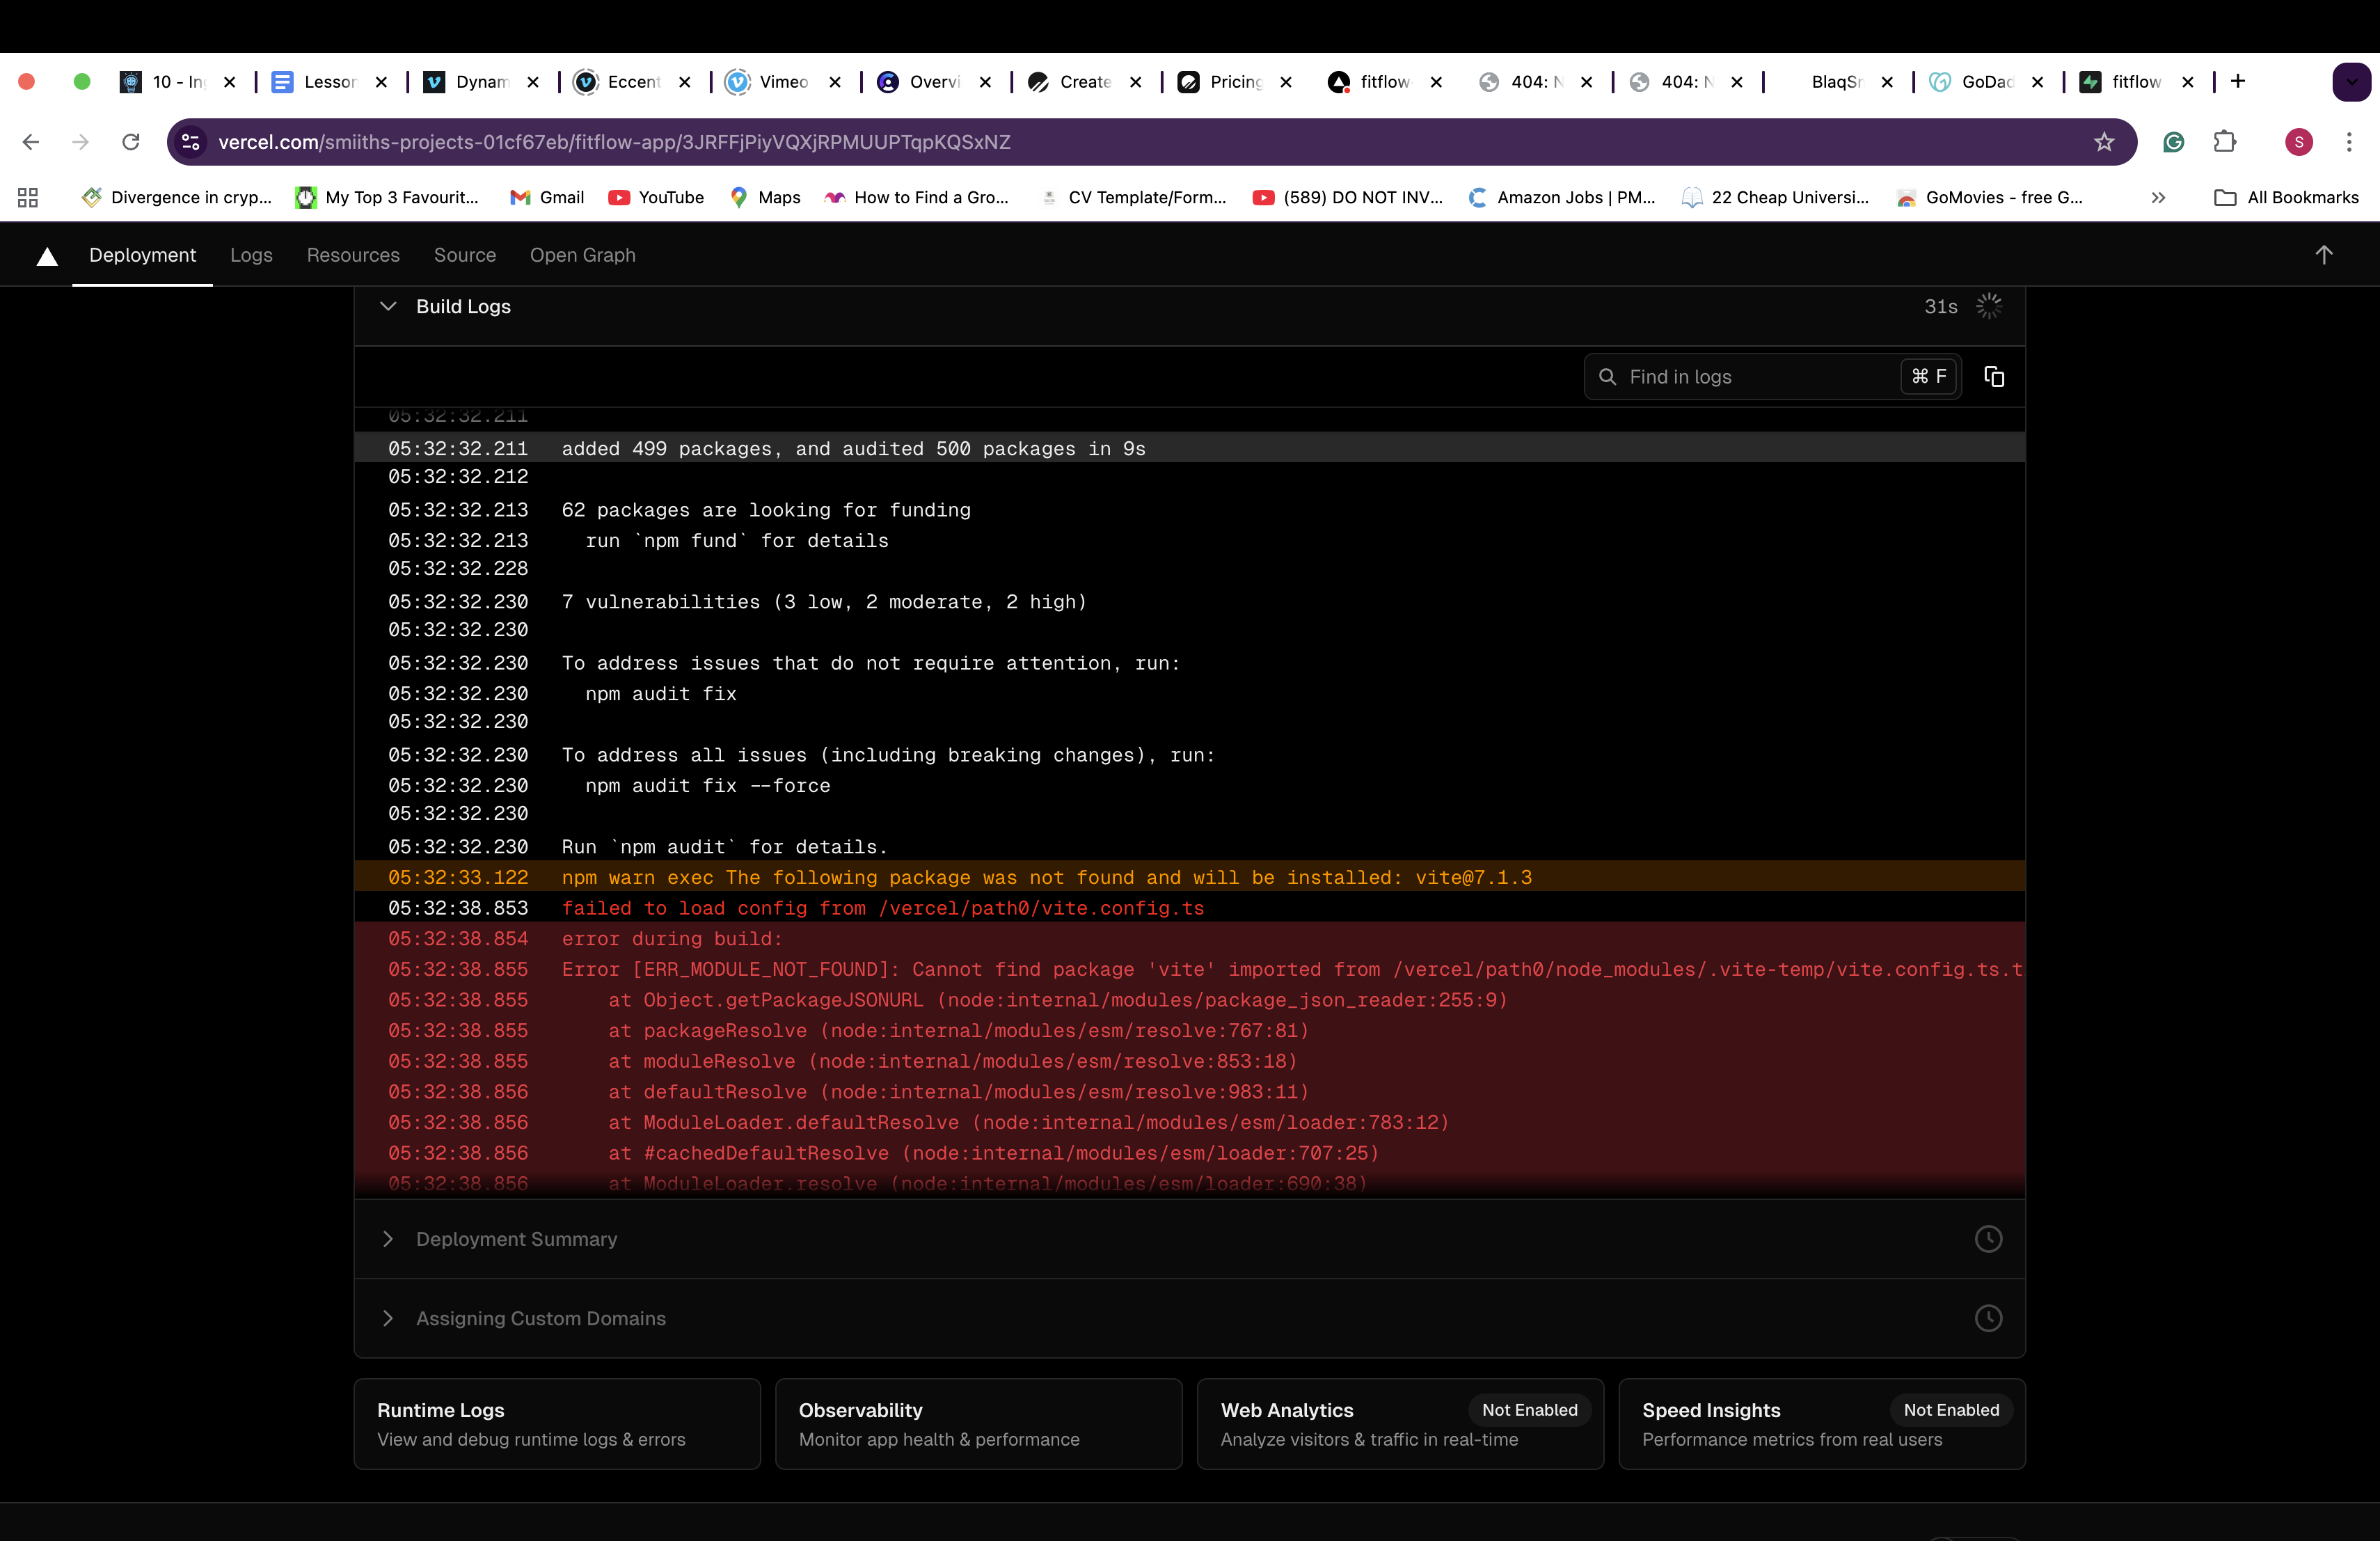 10 - In
Lesson
Dynam
Eccent
Vimeo
Overvi
Create
Pricing
fitflow
404: N
404: N
BlaqSn
GoDad
fitflow
vercel.com/smiiths-projects-01cf67eb/fitflow-app/3JRFFjPiyVQXjRPMUUPTqpKQSxNZ
S
Divergence in cryp...
My Top 3 Favourit...
Gmail
YouTube
Maps
How to Find a Gro...
CV Template/Form...
(589) DO NOT INV...
Amazon Jobs | PM...
22 Cheap Universi...
GoMovies - free G...
All Bookmarks
Deployment
Logs
Resources
Source
Open Graph
Build Logs
31s
Find in logs
⌘ F
05:32:32.211
05:32:32.211 added 499 packages, and audited 500 packages in 9s
05:32:32.212
05:32:32.213 62 packages are looking for funding
05:32:32.213 run `npm fund` for details
05:32:32.228
05:32:32.230 7 vulnerabilities (3 low, 2 moderate, 2 high)
05:32:32.230
05:32:32.230 To address issues that do not require attention, run:
05:32:32.230 npm audit fix
05:32:32.230
05:32:32.230 To address all issues (including breaking changes), run:
05:32:32.230 npm audit fix --force
05:32:32.230
05:32:32.230 Run `npm audit` for details.
05:32:33.122 npm warn exec The following package was not found and will be installed: vite@7.1.3
05:32:38.853 failed to load config from /vercel/path0/vite.config.ts
05:32:38.854 error during build:
05:32:38.855 Error [ERR_MODULE_NOT_FOUND]: Cannot find package 'vite' imported from /vercel/path0/node_modules/.vite-temp/vite.config.ts.t
05:32:38.855 at Object.getPackageJSONURL (node:internal/modules/package_json_reader:255:9)
05:32:38.855 at packageResolve (node:internal/modules/esm/resolve:767:81)
05:32:38.855 at moduleResolve (node:internal/modules/esm/resolve:853:18)
05:32:38.856 at defaultResolve (node:internal/modules/esm/resolve:983:11)
05:32:38.856 at ModuleLoader.defaultResolve (node:internal/modules/esm/loader:783:12)
05:32:38.856 at #cachedDefaultResolve (node:internal/modules/esm/loader:707:25)
05:32:38.856 at ModuleLoader.resolve (node:internal/modules/esm/loader:690:38)
Deployment Summary
Assigning Custom Domains
Runtime Logs
View and debug runtime logs & errors
Observability
Monitor app health & performance
Web Analytics
Not Enabled
Analyze visitors & traffic in real-time
Speed Insights
Not Enabled
Performance metrics from real users